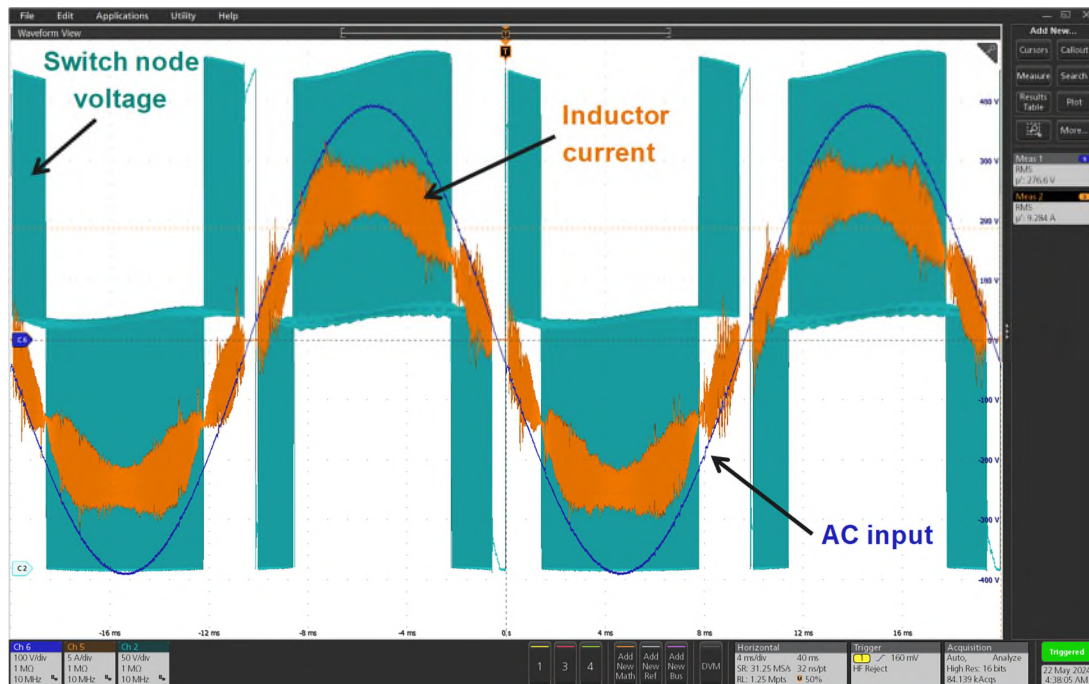 File Edit Applications Utility Help
Waveform View
Add New...
Cursors Callout
Measure Search
Results Table Plot
More...
Meas 1 6
RMS
µ': 276.6 V
Meas 2 5
RMS
µ': 9.284 A
Switch node
voltage
Inductor
current
AC input
T
400 V
300 V
200 V
100 V
-100 V
-200 V
-300 V
-400 V
C6
C2
-16 ms -12 ms -8 ms -4 ms 0 s 4 ms 8 ms 12 ms 16 ms
Ch 6
100 V/div
1 MΩ
10 MHz
Ch 5
5 A/div
1 MΩ
10 MHz
Ch 2
50 V/div
1 MΩ
10 MHz
1 3 4
Add New Math
Add New Ref
Add New Bus
DVM
Horizontal
4 ms/div 40 ms
SR: 31.25 MS/s 32 ns/pt
RL: 1.25 Mpts 50%
Trigger
1 160 mV
HF Reject
Acquisition
Auto, Analyze
High Res: 16 bits
84.139 kAcqs
Triggered
22 May 2024
4:38:05 AM